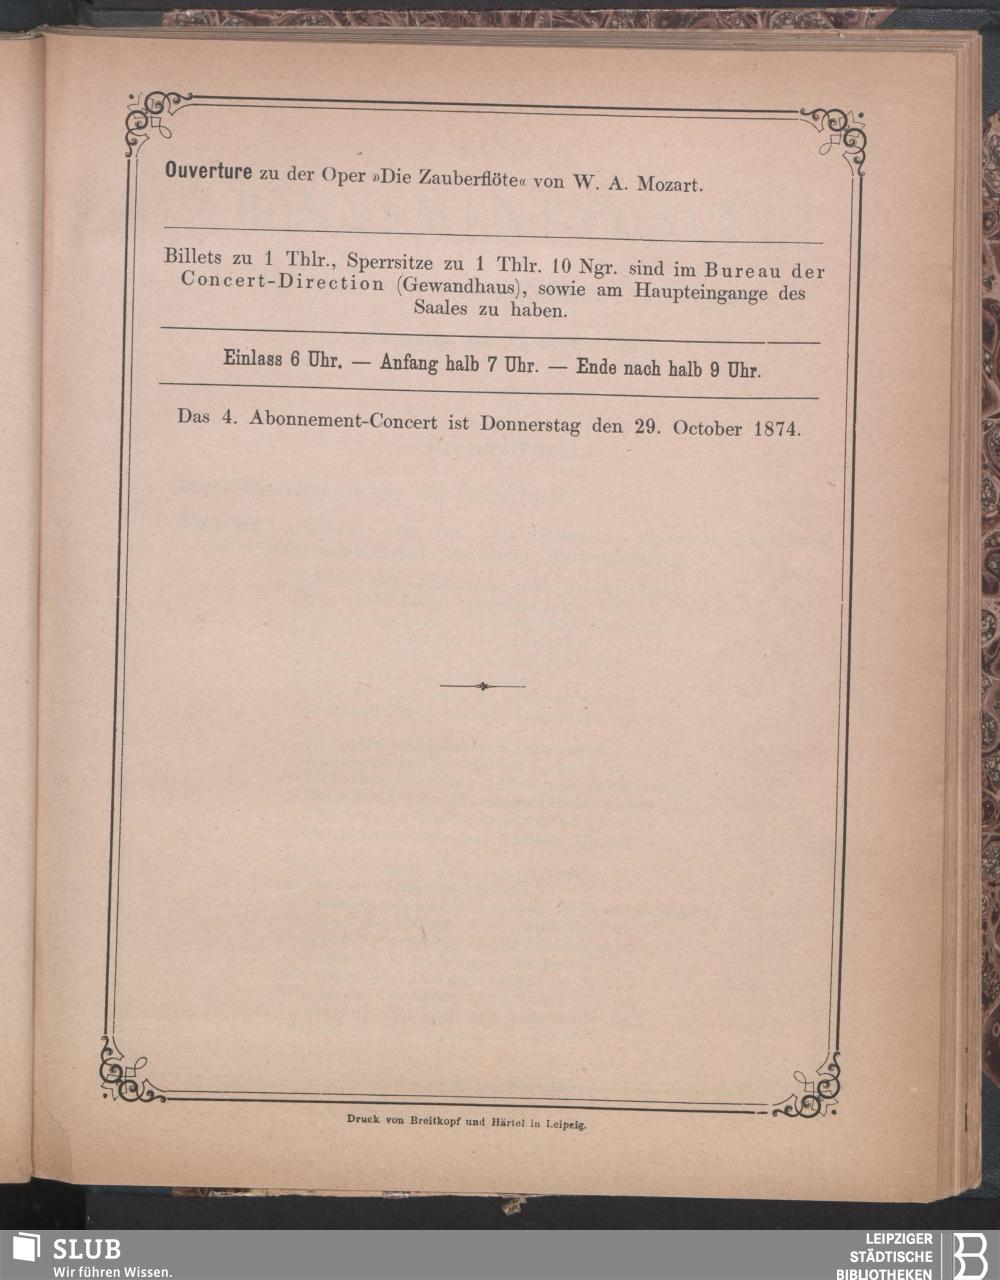 Ouverture zu der Oper »Die Zauberflöte« von W. A. Mozart.
Billets zu 1 Thlr., Sperrsitze zu 1 Thlr. 10 Ngr. sind im Bureau der
Concert-Direction (Gewandhaus), sowie am Haupteingange des
Saales zu haben.
Einlass 6 Uhr. — Anfang halb 7 Uhr. — Ende nach halb 9 Uhr.
Das 4. Abonnement-Concert ist Donnerstag den 29. October 1874.
Druck von Breitkopf und Härtel in Leipzig.
SLUB
Wir führen Wissen.
LEIPZIGER
STÄDTISCHE
BIBLIOTHEKEN